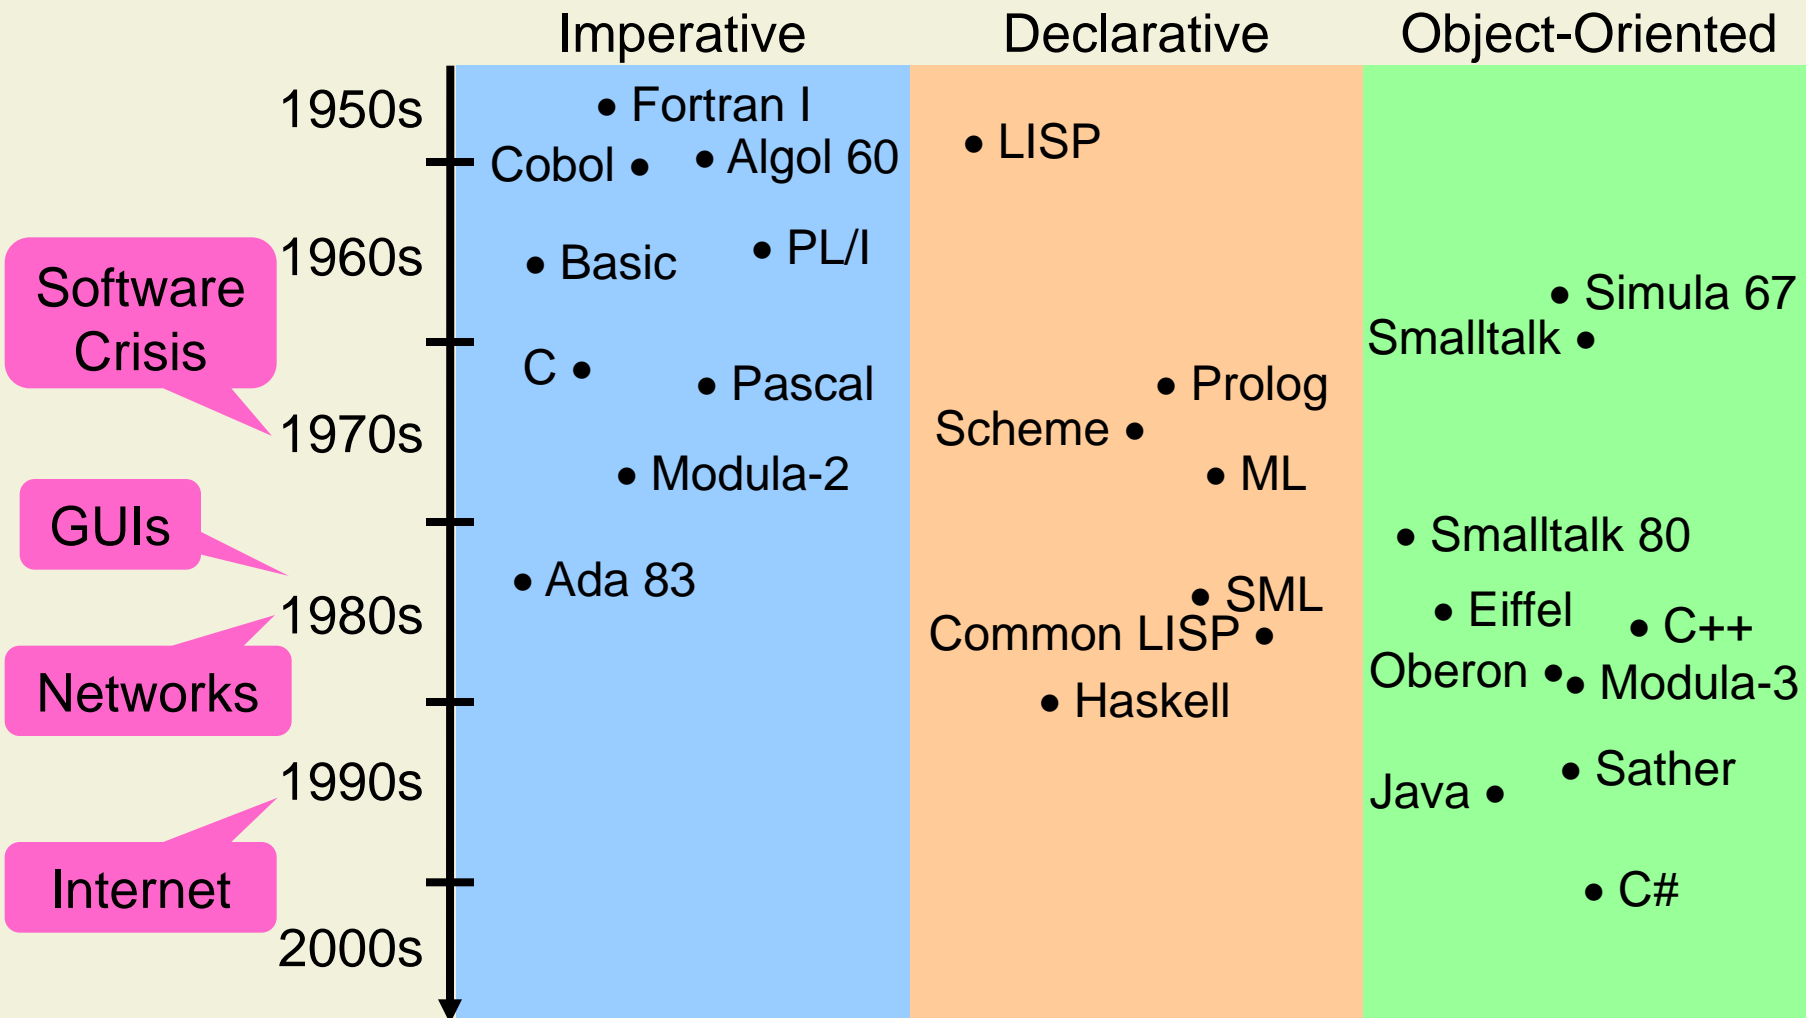 Imperative
Declarative
Object-Oriented
1950s
Fortran I
LISP
Cobol
Algol 60
1960s
Basic
PL/I
Software
Crisis
Simula 67
Smalltalk
C
Pascal
Prolog
1970s
Scheme
Modula-2
ML
GUIs
Smalltalk 80
Ada 83
SML
1980s
Eiffel
Common LISP
C++
Networks
Oberon
Modula-3
Haskell
1990s
Sather
Java
Internet
C#
2000s